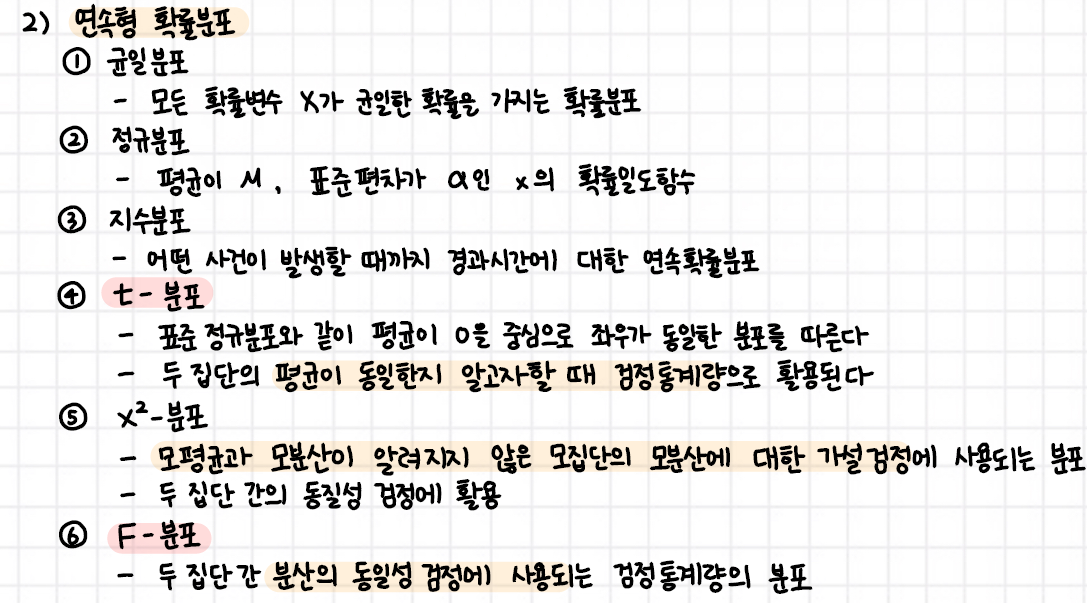 2) 연속형 확률분포
① 균일분포
- 모든 확률변수 X가 균일한 확률을 가지는 확률분포
② 정규분포
- 평균이 M, 표준편차가 α인 x의 확률밀도함수
③ 지수분포
- 어떤 사건이 발생할 때까지 경과시간에 대한 연속확률분포
④ t-분포
- 표준 정규분포와 같이 평균이 0을 중심으로 좌우가 동일한 분포를 따른다
- 두 집단의 평균이 동일한지 알고자할 때 검정통계량으로 활용된다
⑤ x²-분포
- 모평균과 모분산이 알려지지 않은 모집단의 모분산에 대한 가설검정에 사용되는 분포
- 두 집단 간의 동질성 검정에 활용
⑥ F-분포
- 두 집단간 분산의 동일성 검정에 사용되는 검정통계량의 분포